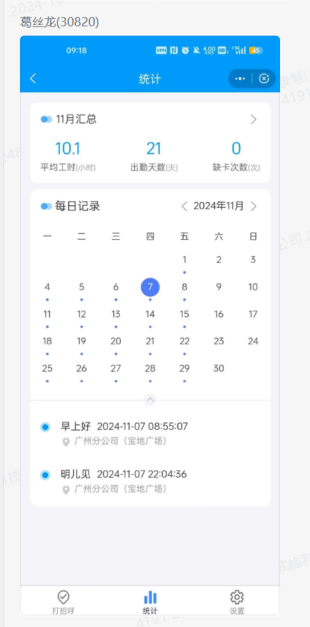 葛丝龙(30820)
09:18
45
统计
11月汇总
10.1 21 0
平均工时(小时) 出勤天数(天) 缺卡次数(次)
每日记录 2024年11月
一 二 三 四 五 六 日
1 2 3
4 5 6 7 8 9 10
11 12 13 14 15 16 17
18 19 20 21 22 23 24
25 26 27 28 29 30
早上好 2024-11-07 08:55:07
广州分公司（宝地广场）
明儿见 2024-11-07 22:04:36
广州分公司（宝地广场）
打招呼 统计 设置